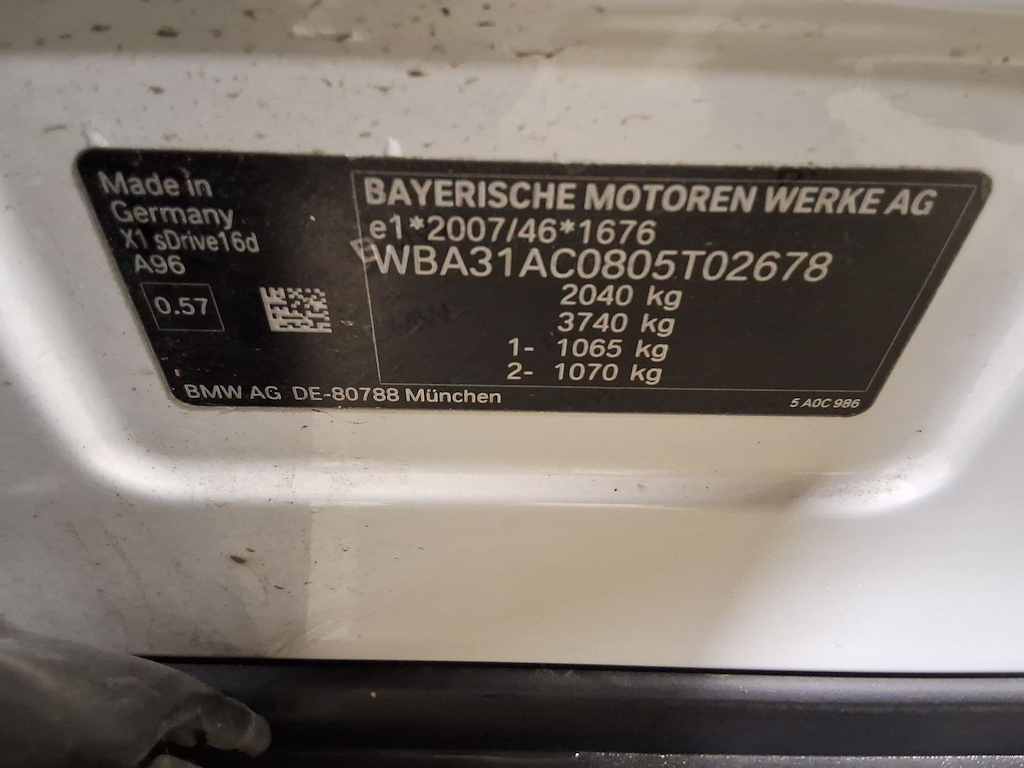 Made in
Germany
X1 sDrive16d
A96
0.57
BAYERISCHE MOTOREN WERKE AG
e1*2007/46*1676
WBA31AC0805T02678
2040 kg
3740 kg
1- 1065 kg
2- 1070 kg
BMW AG DE-80788 München
5 A0C 986